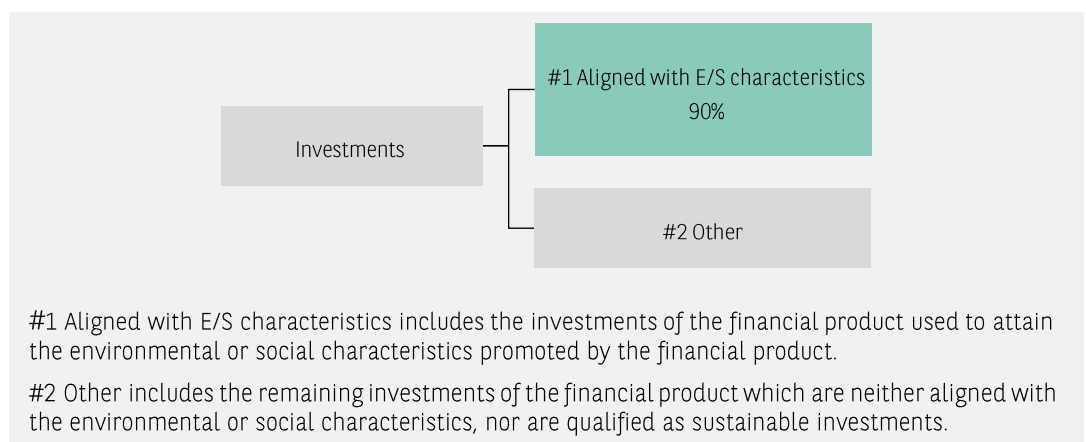 #1 Aligned with E/S characteristics
90%
Investments
#2 Other
#1 Aligned with E/S characteristics includes the investments of the financial product used to attain
the environmental or social characteristics promoted by the financial product.
#2 Other includes the remaining investments of the financial product which are neither aligned with
the environmental or social characteristics, nor are qualified as sustainable investments.